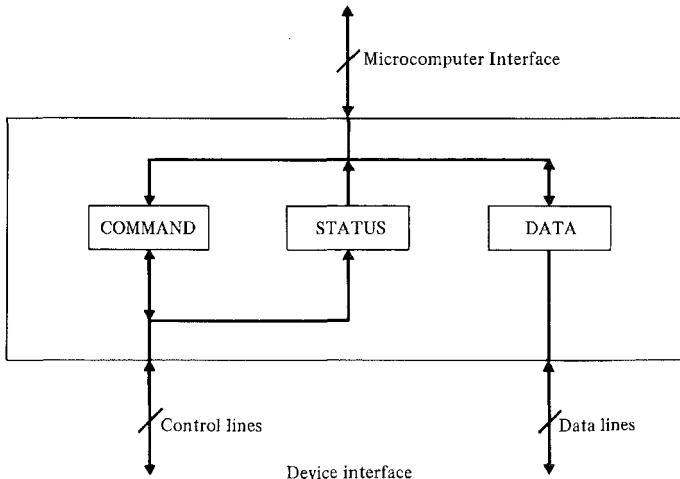 Microcomputer Interface
COMMAND
STATUS
DATA
Control lines
Data lines
Device interface